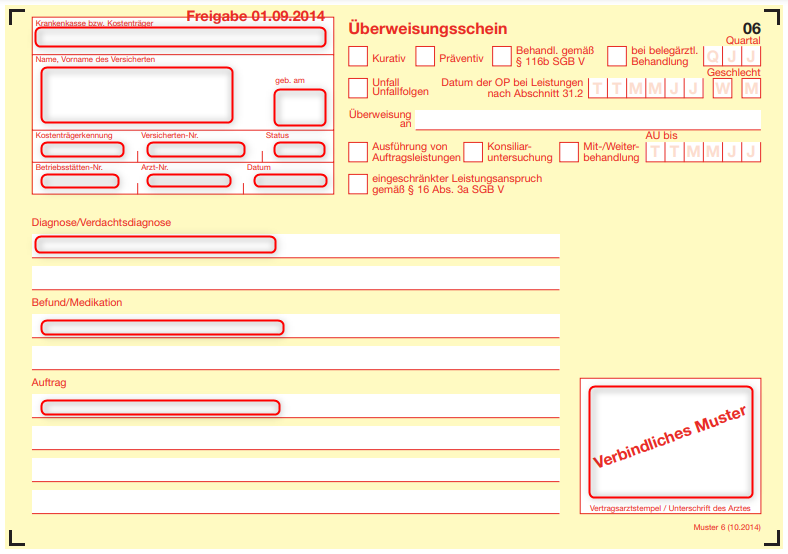 Freigabe 01.09.2014
Krankenkasse bzw. Kostenträger
Name, Vorname des Versicherten
geb. am
Kostenträgerkennung Versicherten-Nr. Status
Betriebsstätten-Nr. Arzt-Nr. Datum
Überweisungsschein
06
Quartal
Kurativ
Präventiv
Behandl. gemäß
§ 116b SGB V
bei belegärztl.
Behandlung
Q J J
Geschlecht
Unfall
Unfallfolgen
Datum der OP bei Leistungen
nach Abschnitt 31.2
T T M M J J
W M
Überweisung
an
AU bis
Ausführung von
Auftragsleistungen
Konsiliar-
untersuchung
Mit-/Weiter-
behandlung
T T M M J J
eingeschränkter Leistungsanspruch
gemäß § 16 Abs. 3a SGB V
Diagnose/Verdachtsdiagnose
Befund/Medikation
Auftrag
Verbindliches Muster
Vertragsarztstempel / Unterschrift des Arztes
Muster 6 (10.2014)